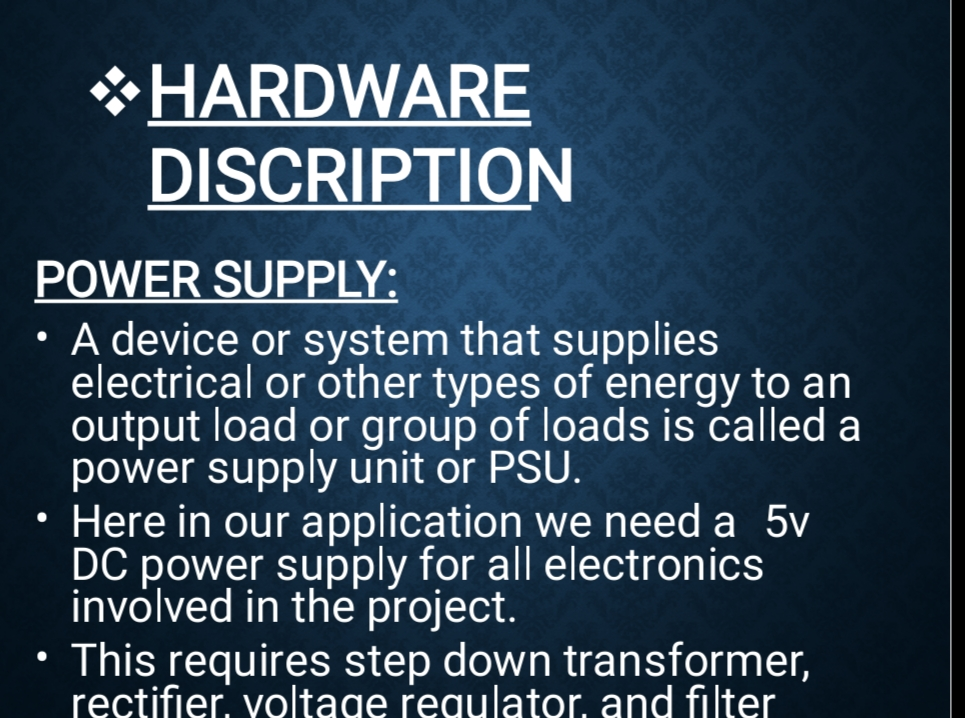 ❖HARDWARE
DISCRIPTION
POWER SUPPLY:
• A device or system that supplies
electrical or other types of energy to an
output load or group of loads is called a
power supply unit or PSU.
• Here in our application we need a 5v
DC power supply for all electronics
involved in the project.
• This requires step down transformer,
rectifier, voltage regulator, and filter